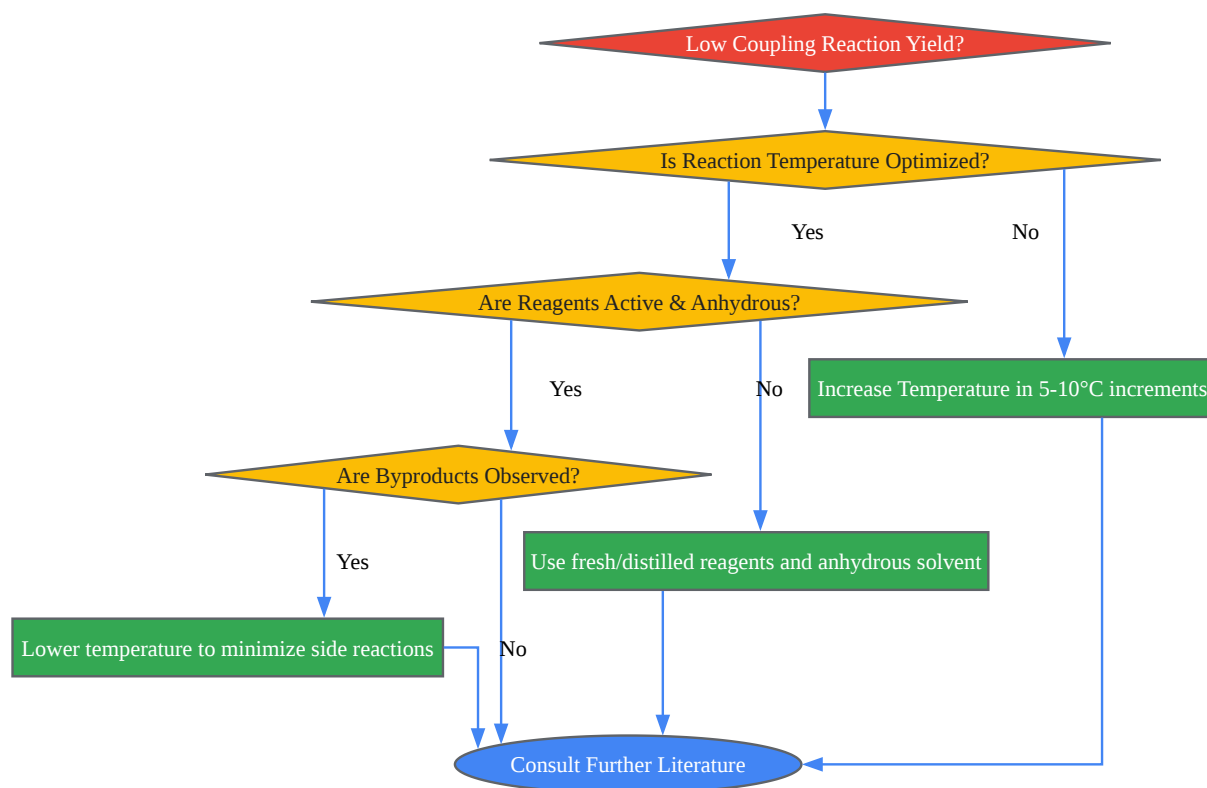 Low Coupling Reaction Yield?
Is Reaction Temperature Optimized?
Yes
No
Are Reagents Active & Anhydrous?
Yes
No
Increase Temperature in 5-10°C increments
Are Byproducts Observed?
Yes
Use fresh/distilled reagents and anhydrous solvent
Lower temperature to minimize side reactions
No
Consult Further Literature